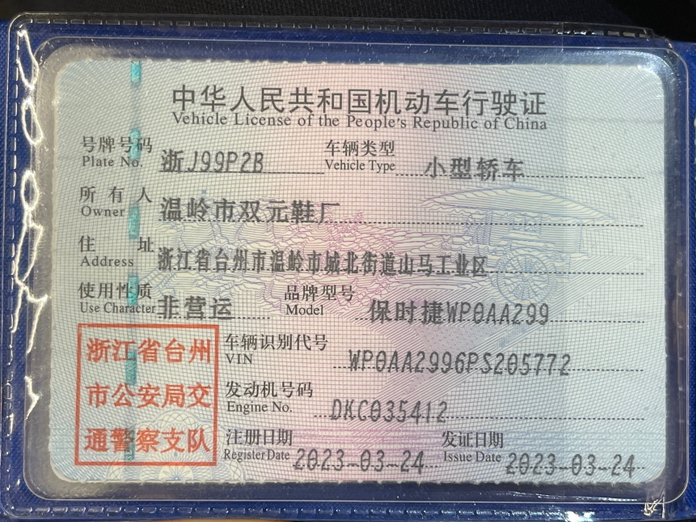 中华人民共和国机动车行驶证
Vehicle License of the People's Republic of China
号牌号码 Plate No. 浙J99P2B 车辆类型 Vehicle Type 小型轿车
所有人 Owner 温岭市双元鞋厂
住址 Address 浙江省台州市温岭市城北街道山马工业区
使用性质 Use Character 非营运 品牌型号 Model 保时捷WP0AA299
浙江省台州
市公安局交
通警察支队
车辆识别代号 VIN WP0AA2996PS205772
发动机号码 Engine No. DKC035412
注册日期 Register Date 2023-03-24 发证日期 Issue Date 2023-03-24